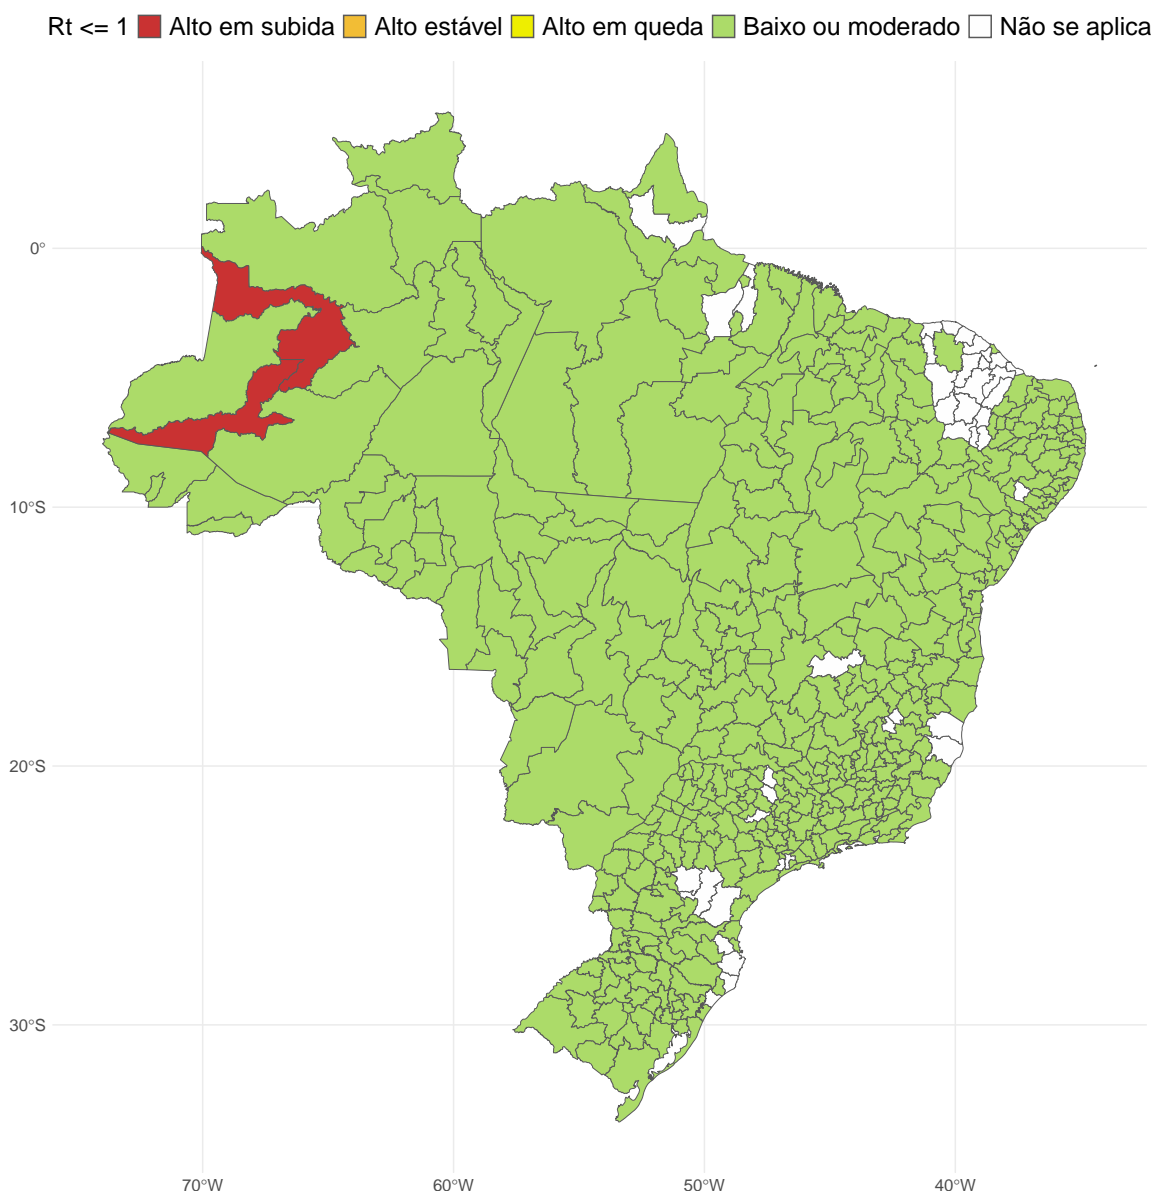 Rt <= 1 Alto em subida Alto estável Alto em queda Baixo ou moderado Não se aplica
0°
10°S
20°S
30°S
70°W 60°W 50°W 40°W